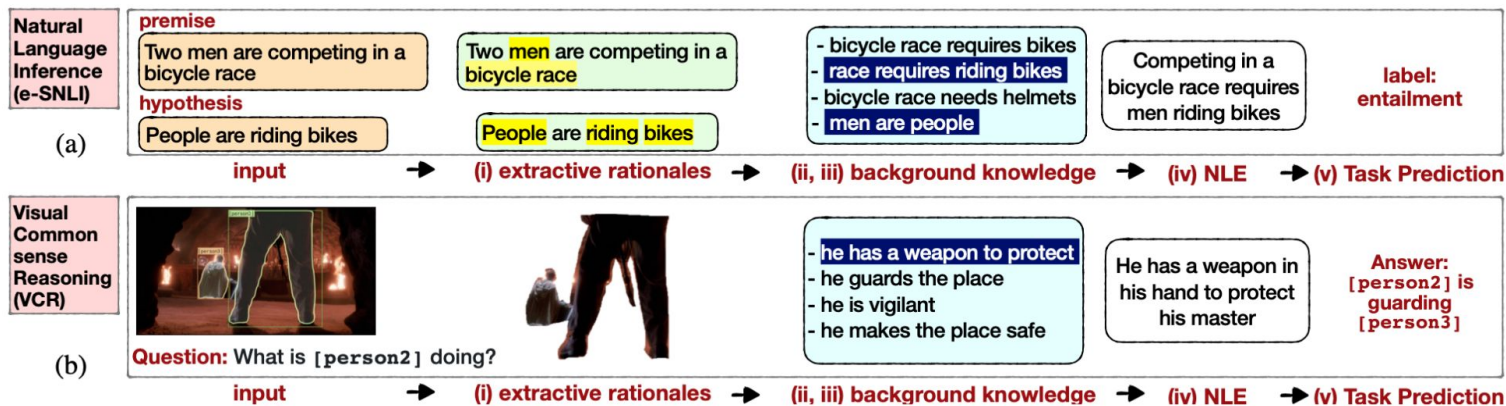 Natural
Language
Inference
(e-SNLI)
(a)
premise
Two men are competing in a
bicycle race
hypothesis
People are riding bikes
Two men are competing in a
bicycle race
People are riding bikes
- bicycle race requires bikes
- race requires riding bikes
- bicycle race needs helmets
- men are people
Competing in a
bicycle race requires
men riding bikes
label:
entailment
input
(i) extractive rationales
(ii, iii) background knowledge
(iv) NLE
(v) Task Prediction
Visual
Common
sense
Reasoning
(VCR)
(b)
Question: What is [person2] doing?
- he has a weapon to protect
- he guards the place
- he is vigilant
- he makes the place safe
He has a weapon in
his hand to protect
his master
Answer:
[person2] is
guarding
[person3]
input
(i) extractive rationales
(ii, iii) background knowledge
(iv) NLE
(v) Task Prediction